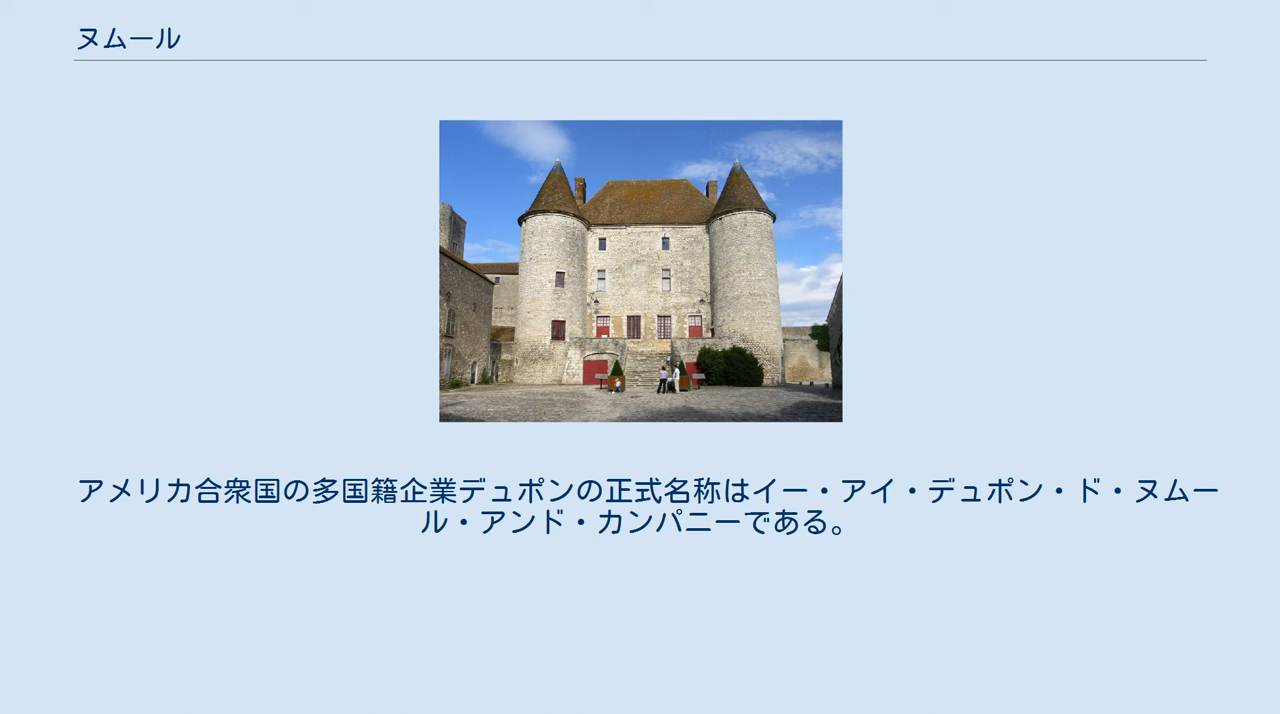 ヌムール
アメリカ合衆国の多国籍企業デュポンの正式名称はイー・アイ・デュポン・ド・ヌムー
ル・アンド・カンパニーである。